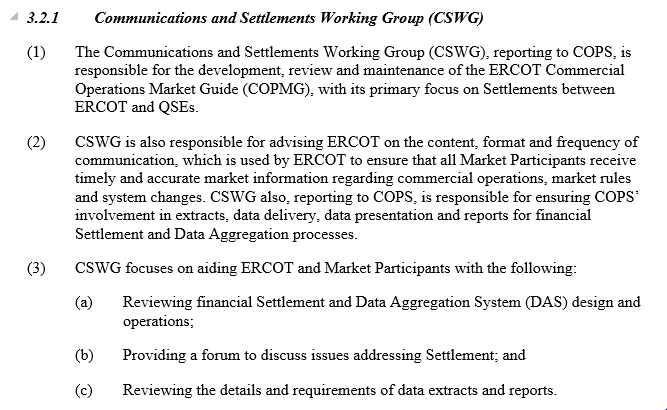 3.2.1 Communications and Settlements Working Group (CSWG)
(1) The Communications and Settlements Working Group (CSWG), reporting to COPS, is
responsible for the development, review and maintenance of the ERCOT Commercial
Operations Market Guide (COPMG), with its primary focus on Settlements between
ERCOT and QSEs.
(2) CSWG is also responsible for advising ERCOT on the content, format and frequency of
communication, which is used by ERCOT to ensure that all Market Participants receive
timely and accurate market information regarding commercial operations, market rules
and system changes. CSWG also, reporting to COPS, is responsible for ensuring COPS’
involvement in extracts, data delivery, data presentation and reports for financial
Settlement and Data Aggregation processes.
(3) CSWG focuses on aiding ERCOT and Market Participants with the following:
(a) Reviewing financial Settlement and Data Aggregation System (DAS) design and
operations;
(b) Providing a forum to discuss issues addressing Settlement; and
(c) Reviewing the details and requirements of data extracts and reports.